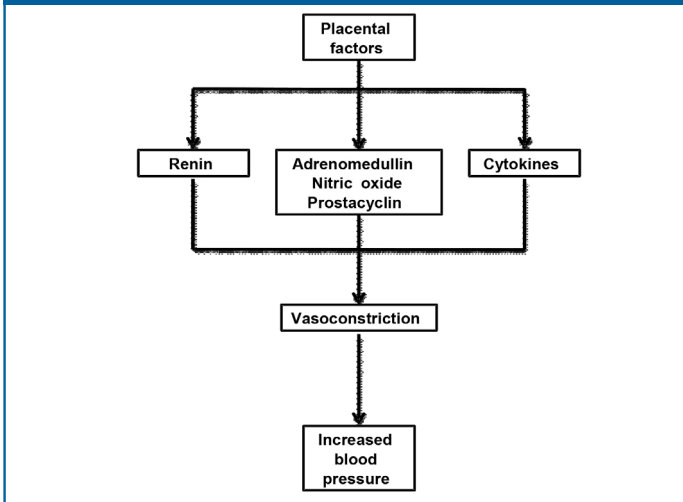 Placental
factors
Renin
Adrenomedullin
Nitric oxide
Prostacyclin
Cytokines
Vasoconstriction
Increased
blood
pressure